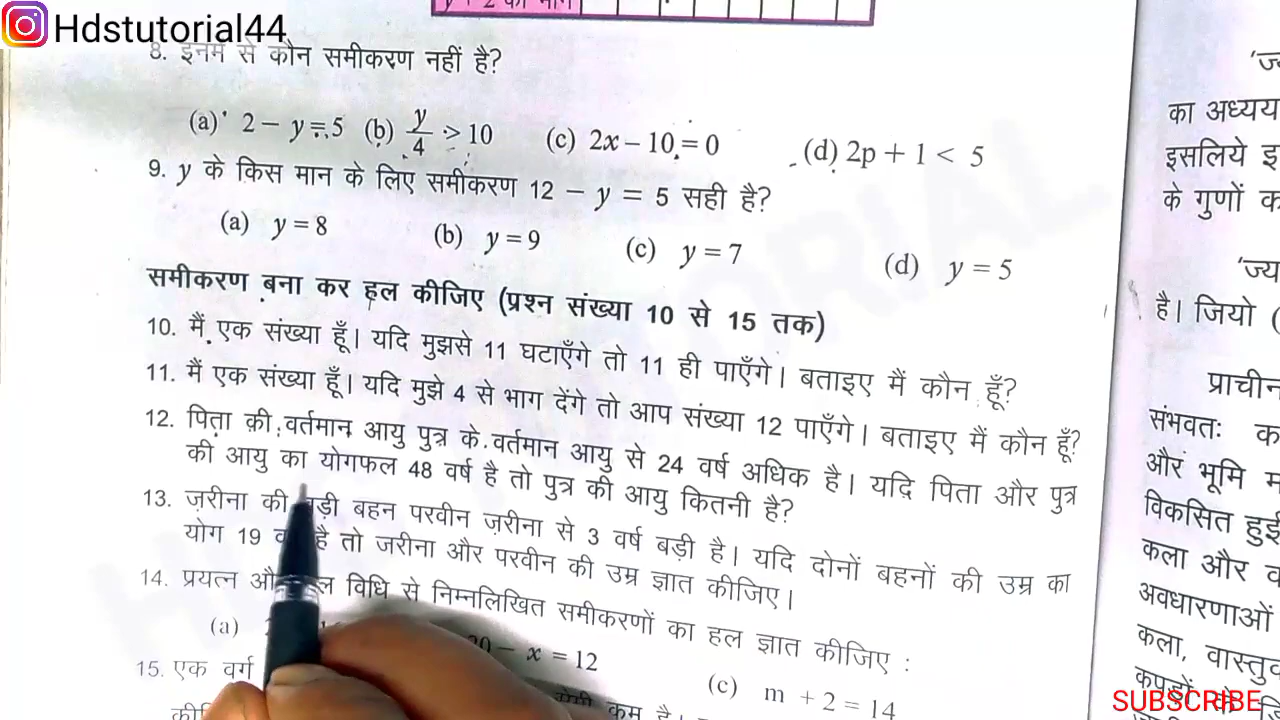 Hdstutorial44
8. इनमें से कौन समीकरण नहीं है?
(a) 2 – y = 5 (b) y/4 > 10 (c) 2x – 10 = 0 (d) 2p + 1 < 5
9. y के किस मान के लिए समीकरण 12 – y = 5 सही है?
(a) y = 8 (b) y = 9 (c) y = 7 (d) y = 5
समीकरण बना कर हल कीजिए (प्रश्न संख्या 10 से 15 तक)
10. मैं एक संख्या हूँ। यदि मुझसे 11 घटाएँगे तो 11 ही पाएँगे। बताइए मैं कौन हूँ?
11. मैं एक संख्या हूँ। यदि मुझे 4 से भाग देंगे तो आप संख्या 12 पाएँगे। बताइए मैं कौन हूँ?
12. पिता की वर्तमान आयु पुत्र के वर्तमान आयु से 24 वर्ष अधिक है। यदि पिता और पुत्र
की आयु का योगफल 48 वर्ष है तो पुत्र की आयु कितनी है?
13. ज़रीना की बड़ी बहन परवीन ज़रीना से 3 वर्ष बड़ी है। यदि दोनों बहनों की उम्र का
योग 19 है तो जरीना और परवीन की उम्र ज्ञात कीजिए।
14. प्रयत्न विधि से निम्नलिखित समीकरणों का हल ज्ञात कीजिए :
(a) 20 – x = 12 (c) m + 2 = 14
15. एक वर्ग कम है।
का
इसलिये
के गुणों
है। जियो (
प्राचीन
संभवतः
और भूमि
विकसित हुई
कला और
अवधारणाओं
कला,
SUBSCRIBE